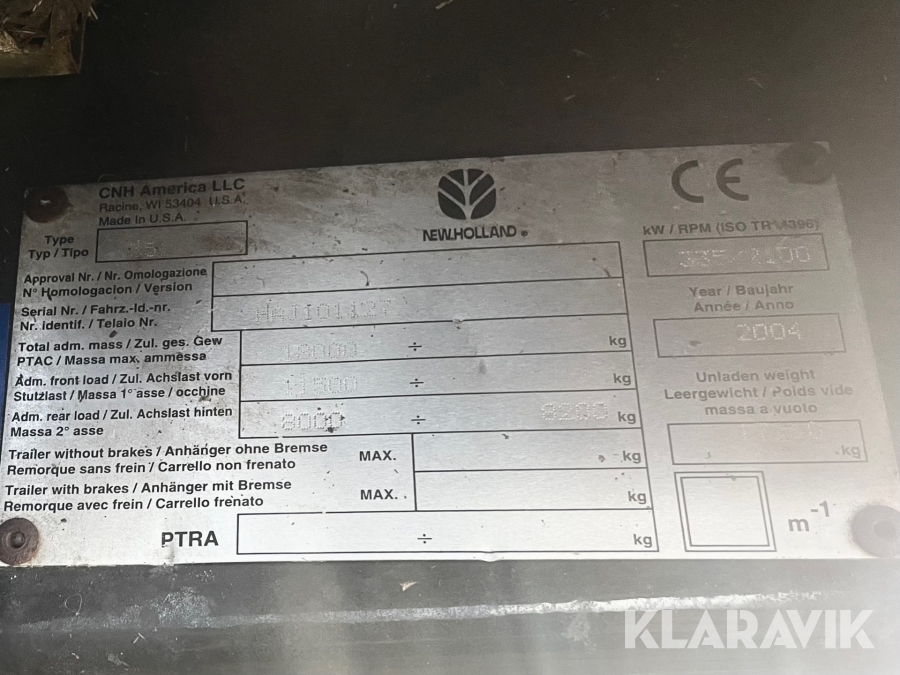 CNH America LLC
Racine, WI 53404 U.S.A.
Made in U.S.A.
NEW HOLLAND
CE
Type
Typ / Tipo
kW / RPM (ISO TR14396)
335 / 2100
Approval Nr. / Nr. Omologazione
N° Homologacion / Version
Serial Nr. / Fahrz.-Id.-nr.
Nr. identif. / Telaio Nr.
Year / Baujahr
Année / Anno
2004
Total adm. mass / Zul. ges. Gew
PTAC / Massa max. ammessa
÷ kg
Adm. front load / Zul. Achslast vorn
Stutzlast / Massa 1° asse / occhine
÷ kg
Unladen weight
Leergewicht / Poids vide
massa a vuoto
kg
Adm. rear load / Zul. Achslast hinten
Massa 2° asse
8000 ÷ 8200 kg
Trailer without brakes / Anhänger ohne Bremse
Remorque sans frein / Carrello non frenato
MAX. kg
Trailer with brakes / Anhänger mit Bremse
Remorque avec frein / Carrello frenato
MAX. kg
PTRA ÷ kg
m-1
KLARAVIK